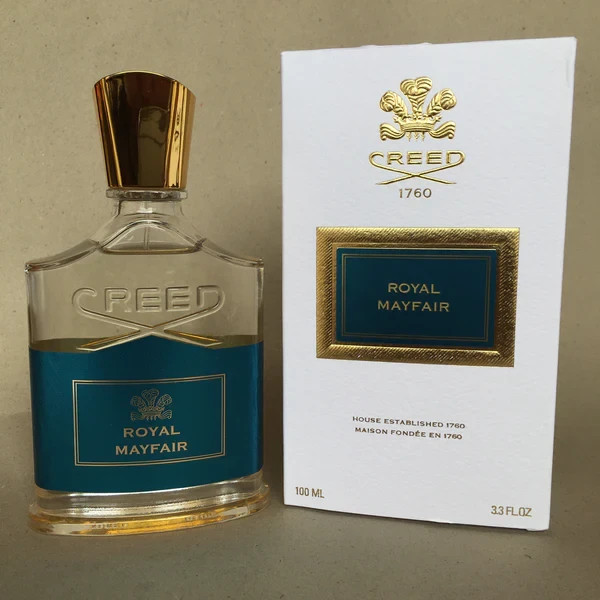 CREED
ROYAL
MAYFAIR
CREED
1760
ROYAL
MAYFAIR
HOUSE ESTABLISHED 1760
MAISON FONDÉE EN 1760
100 ML
3.3 FL.OZ